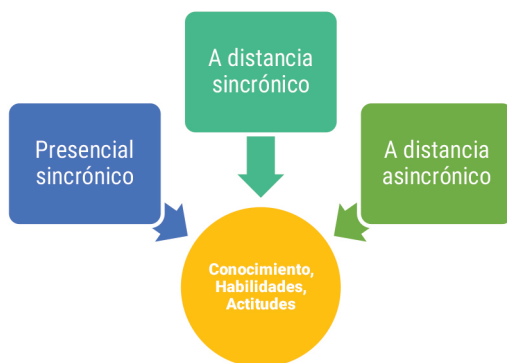 A distancia
sincrónico
Presencial
sincrónico
A distancia
asincrónico
Conocimiento,
Habilidades,
Actitudes